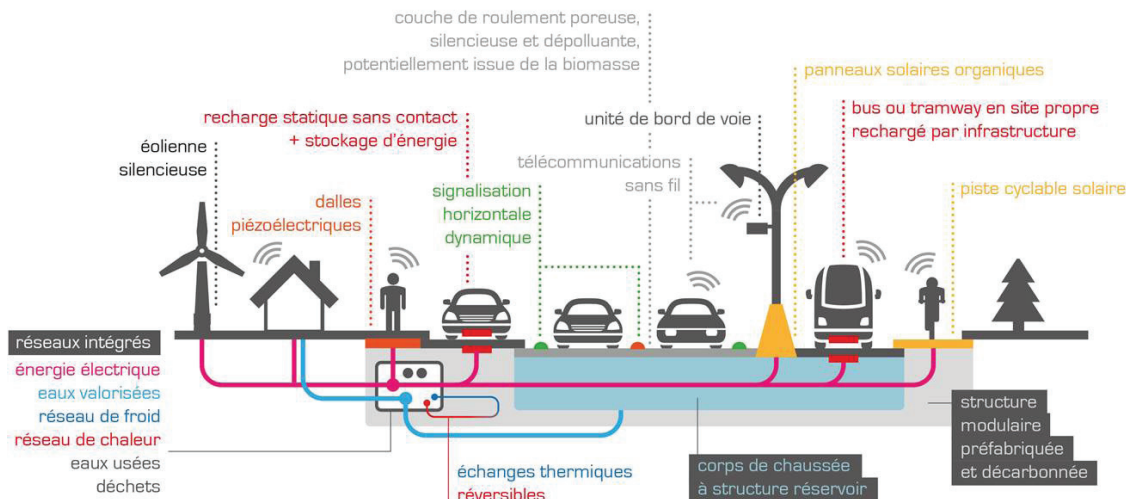 couche de roulement poreuse,
silencieuse et dépolluante,
potentiellement issue de la biomasse
panneaux solaires organiques
recharge statique sans contact
+ stockage d'énergie
unité de bord de voie
bus ou tramway en site propre
rechargé par infrastructure
éolienne
silencieuse
télécommunications
sans fil
dalles
piézoélectriques
signalisation
horizontale
dynamique
piste cyclable solaire
réseaux intégrés
énergie électrique
eaux valorisées
réseau de froid
réseau de chaleur
eaux usées
déchets
échanges thermiques
réversibles
corps de chaussée
à structure réservoir
structure
modulaire
préfabriquée
et décarbonnée